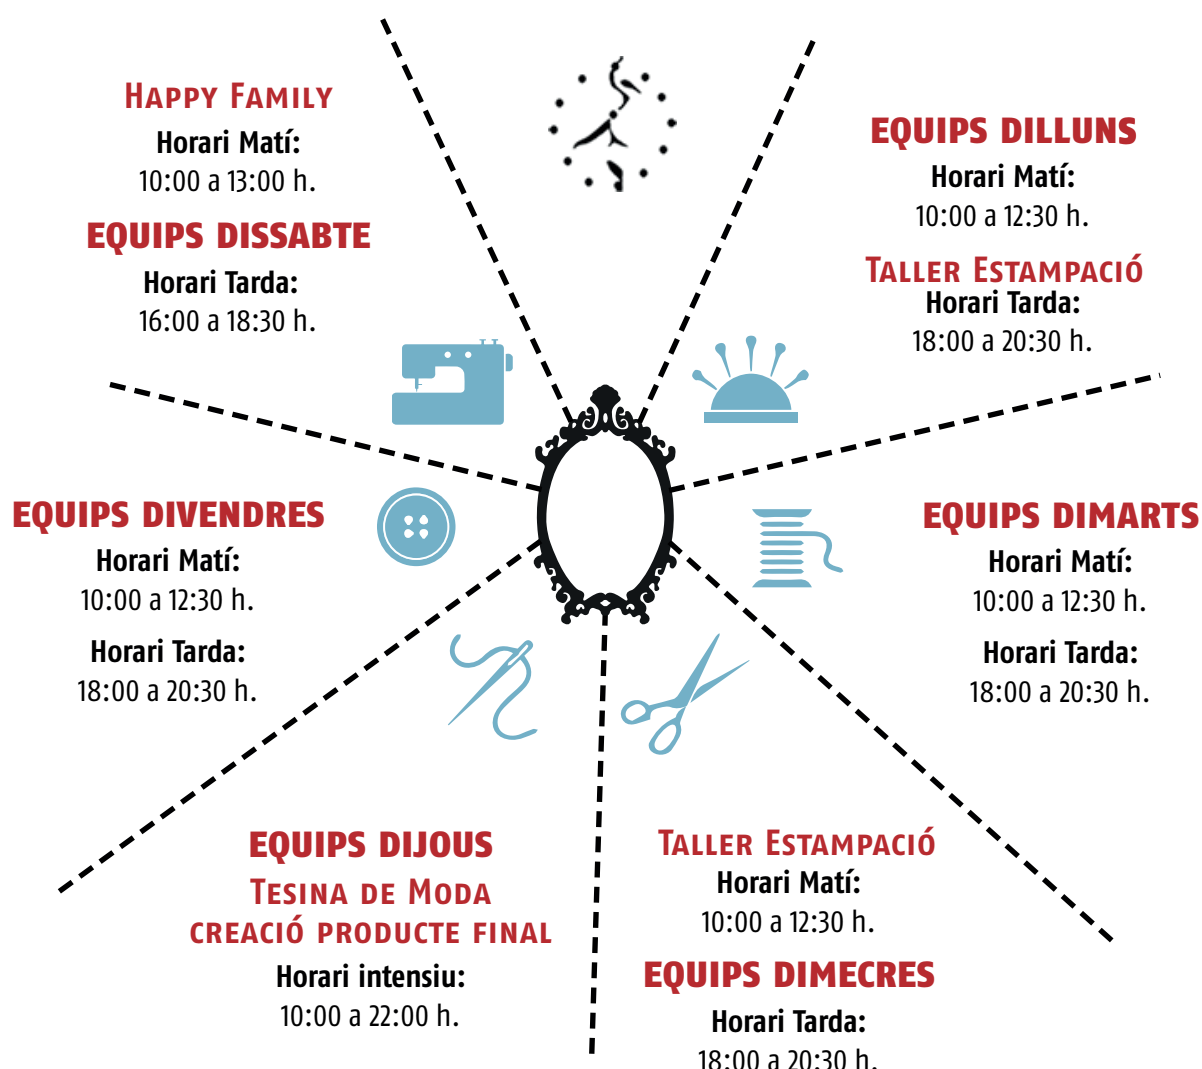 Happy Family
Horari Matí:
10:00 a 13:00 h.
EQUIPS DISSABTE
Horari Tarda:
16:00 a 18:30 h.
EQUIPS DILLUNS
Horari Matí:
10:00 a 12:30 h.
Taller Estampació
Horari Tarda:
18:00 a 20:30 h.
EQUIPS DIVENDRES
Horari Matí:
10:00 a 12:30 h.
Horari Tarda:
18:00 a 20:30 h.
EQUIPS DIMARTS
Horari Matí:
10:00 a 12:30 h.
Horari Tarda:
18:00 a 20:30 h.
EQUIPS DIJOUS
Tesina de Moda
creació producte final
Horari intensiu:
10:00 a 22:00 h.
Taller Estampació
Horari Matí:
10:00 a 12:30 h.
EQUIPS DIMECRES
Horari Tarda:
18:00 a 20:30 h.